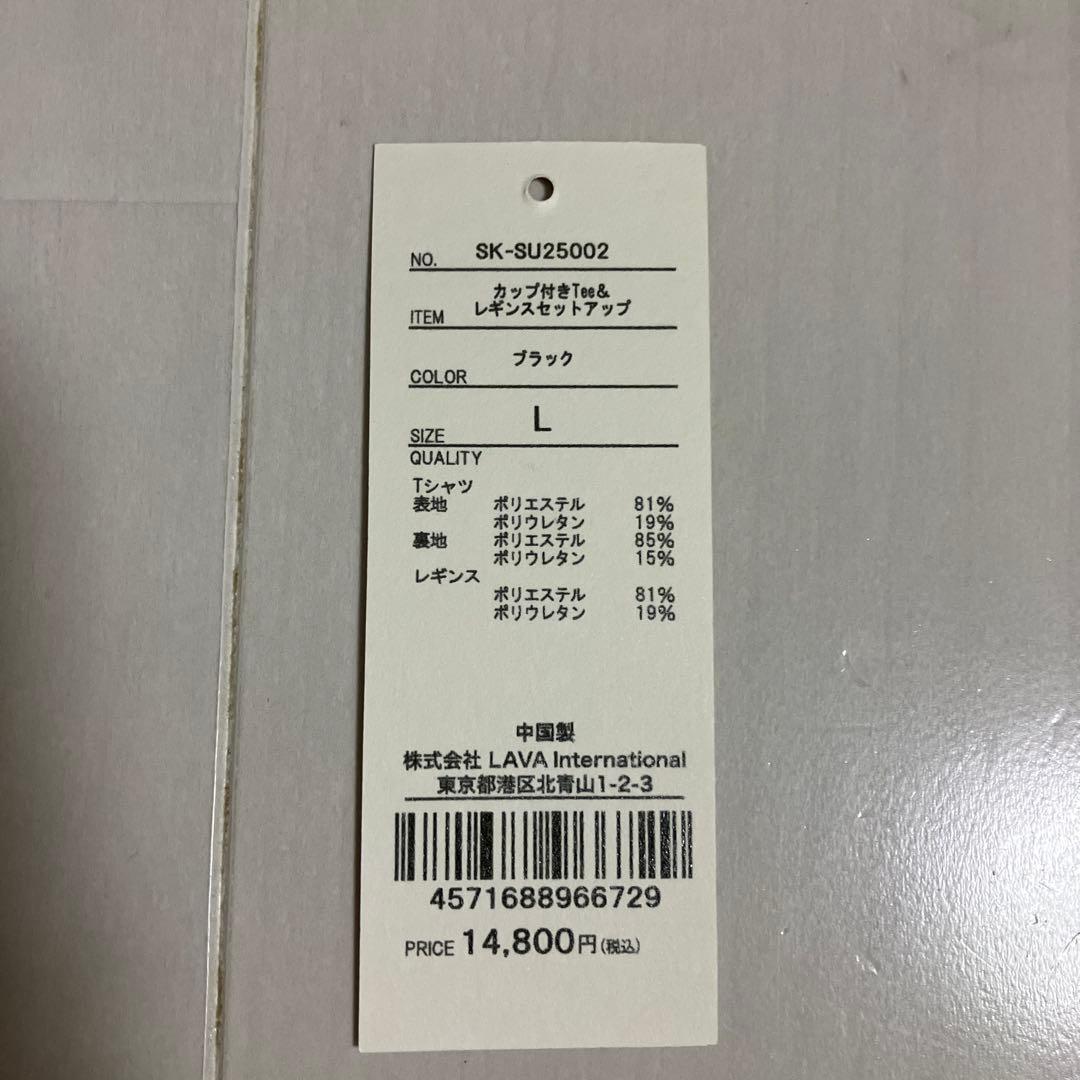 NO. SK-SU25002
カップ付きTee&
ITEM レギンスセットアップ
COLOR ブラック
SIZE L
QUALITY
Tシャツ
表地 ポリエステル 81%
ポリウレタン 19%
裏地 ポリエステル 85%
ポリウレタン 15%
レギンス
ポリエステル 81%
ポリウレタン 19%
中国製
株式会社 LAVA International
東京都港区北青山1-2-3
4571688966729
PRICE 14,800円(税込)